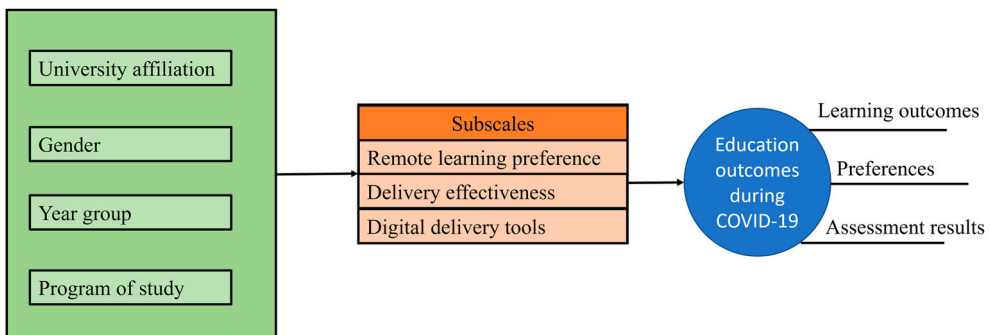 University affiliation
Gender
Year group
Program of study
Subscales
Remote learning preference
Delivery effectiveness
Digital delivery tools
Education
outcomes
during
COVID-19
Learning outcomes
Preferences
Assessment results